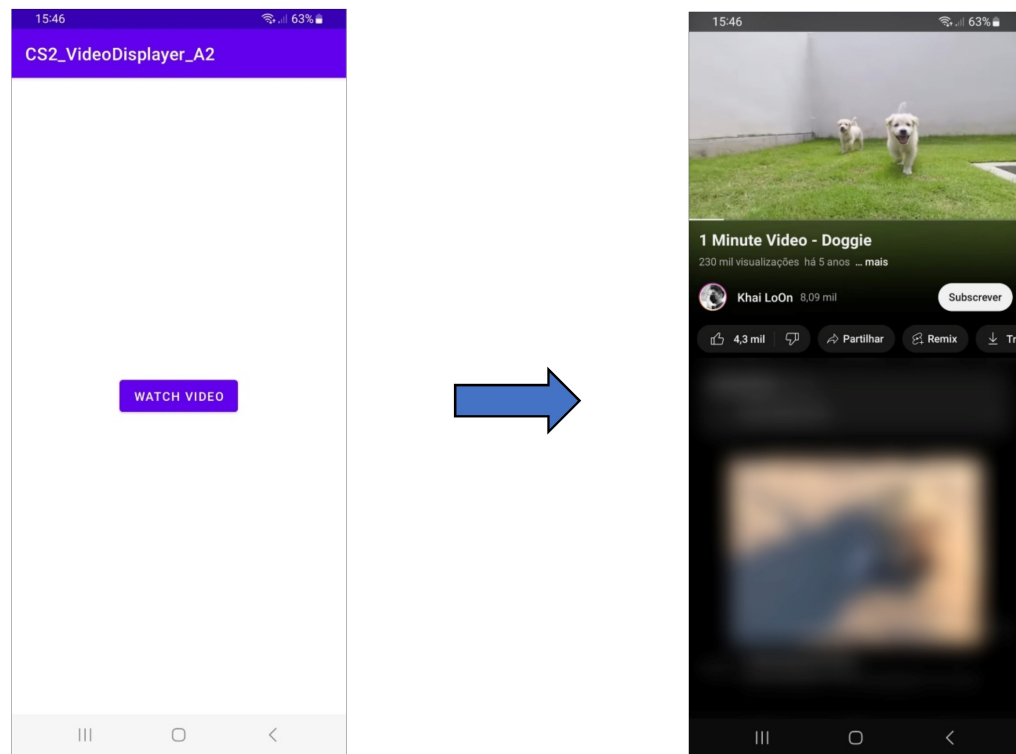 15:46 63%
CS2_VideoDisplayer_A2
WATCH VIDEO
15:46 63%
1 Minute Video - Doggie
230 mil visualizações há 5 anos ... mais
Khai LoOn 8,09 mil Subscrever
4,3 mil Partilhar Remix Tr